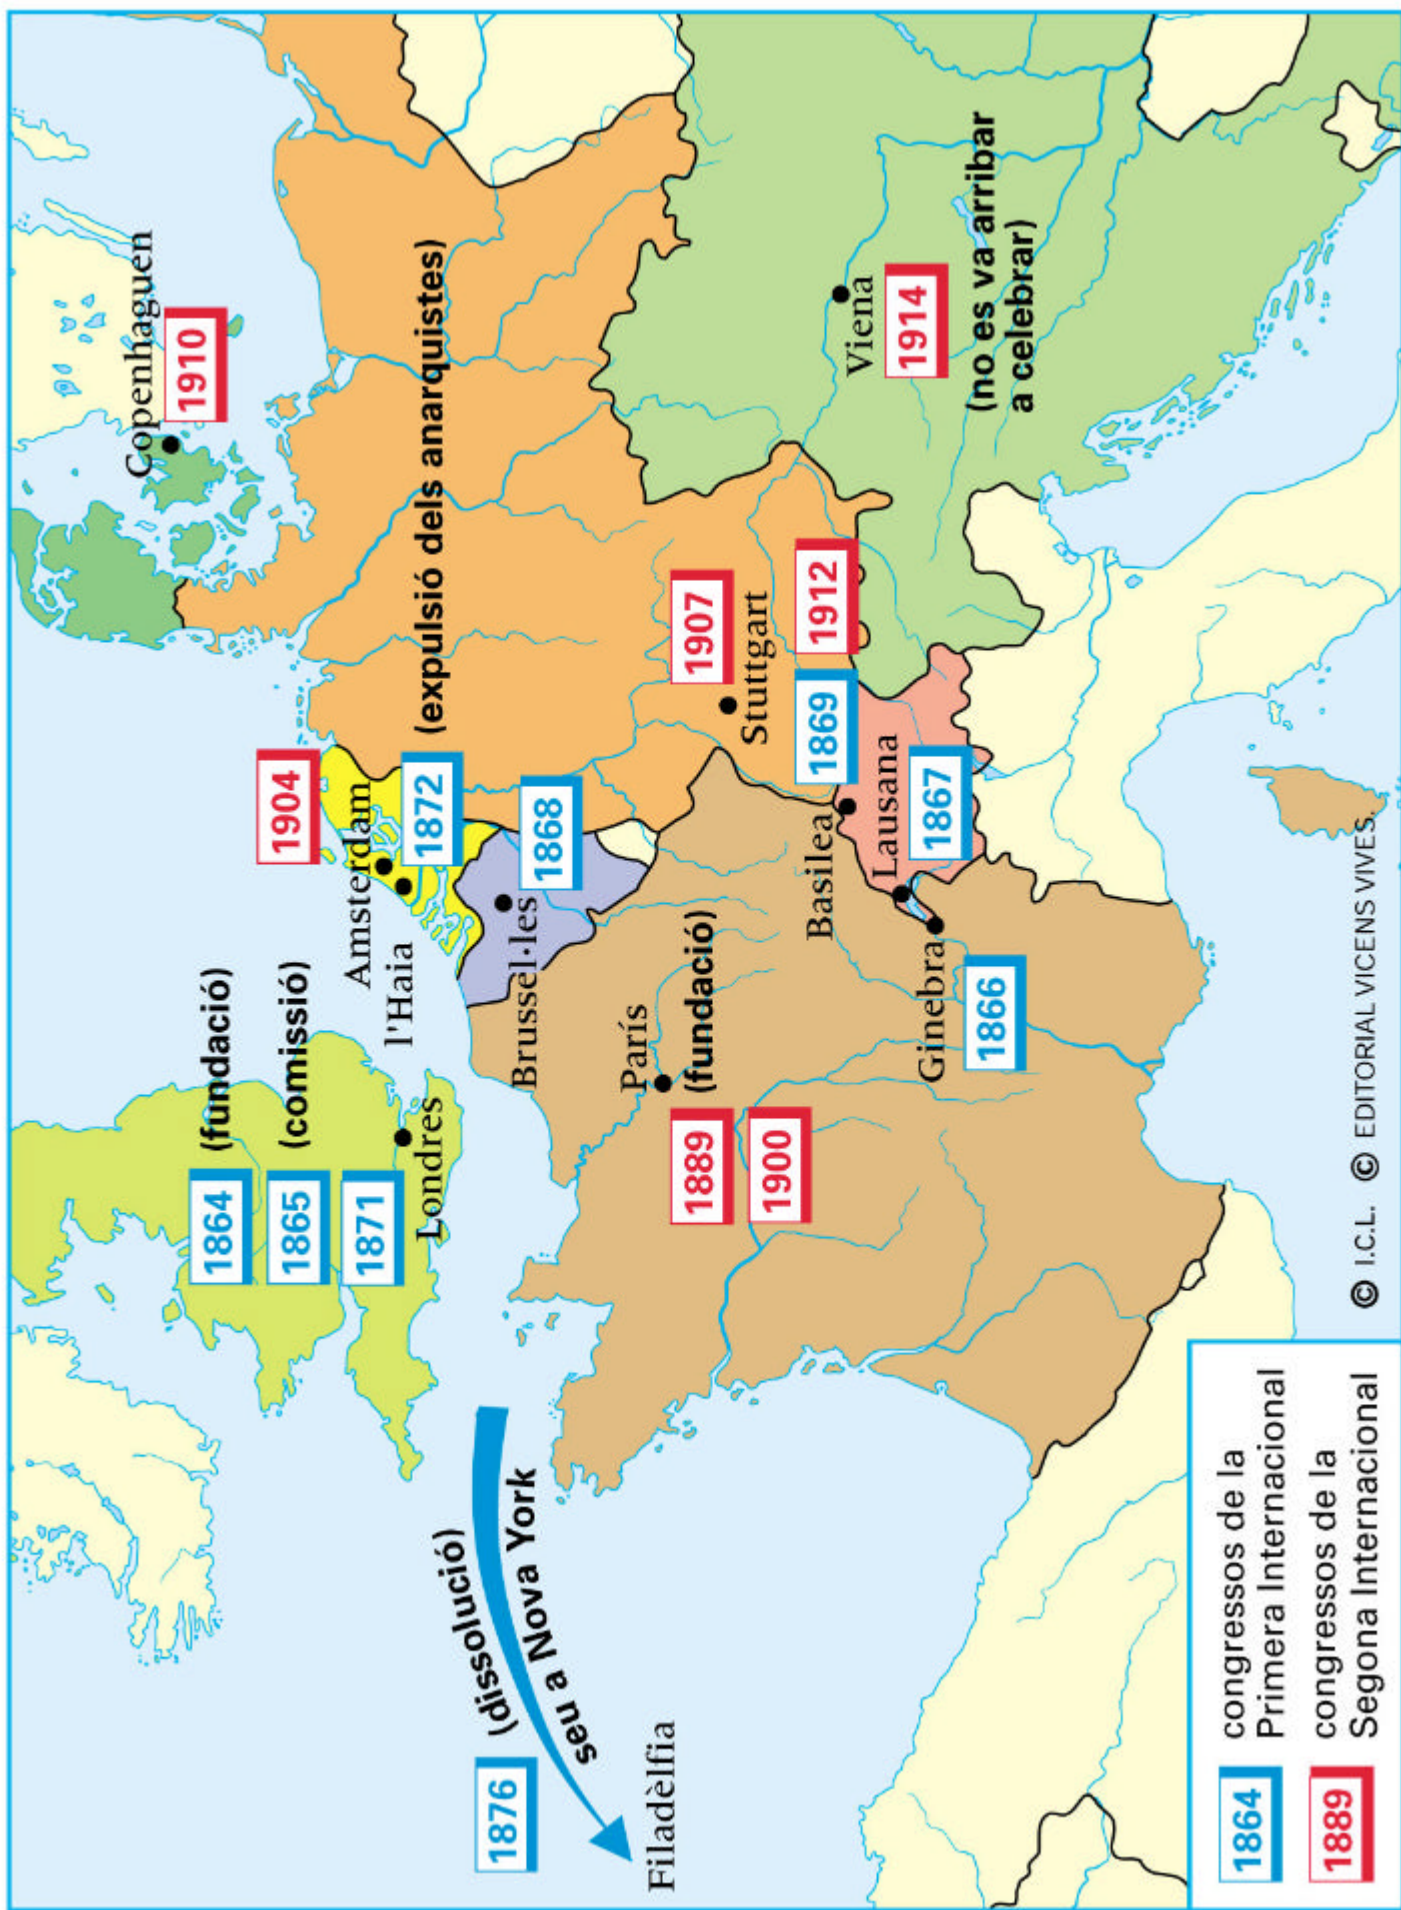 Copenhaguen
1910
(fundació)
1864
(comissió)
1865
1871
Londres
1904
Amsterdam
l'Haia
1872
(expulsió dels anarquistes)
1868
Brussel·les
París
(fundació)
1889
1900
1907
Stuttgart
1912
1869
Basilea
Lausana
1867
Ginebra
1866
Viena
1914
(no es va arribar
a celebrar)
1876
(dissolució)
seu a Nova York
Filadèlfia
1864
congressos de la
Primera Internacional
1889
congressos de la
Segona Internacional
© I.C.L. © EDITORIAL VICENS VIVES.